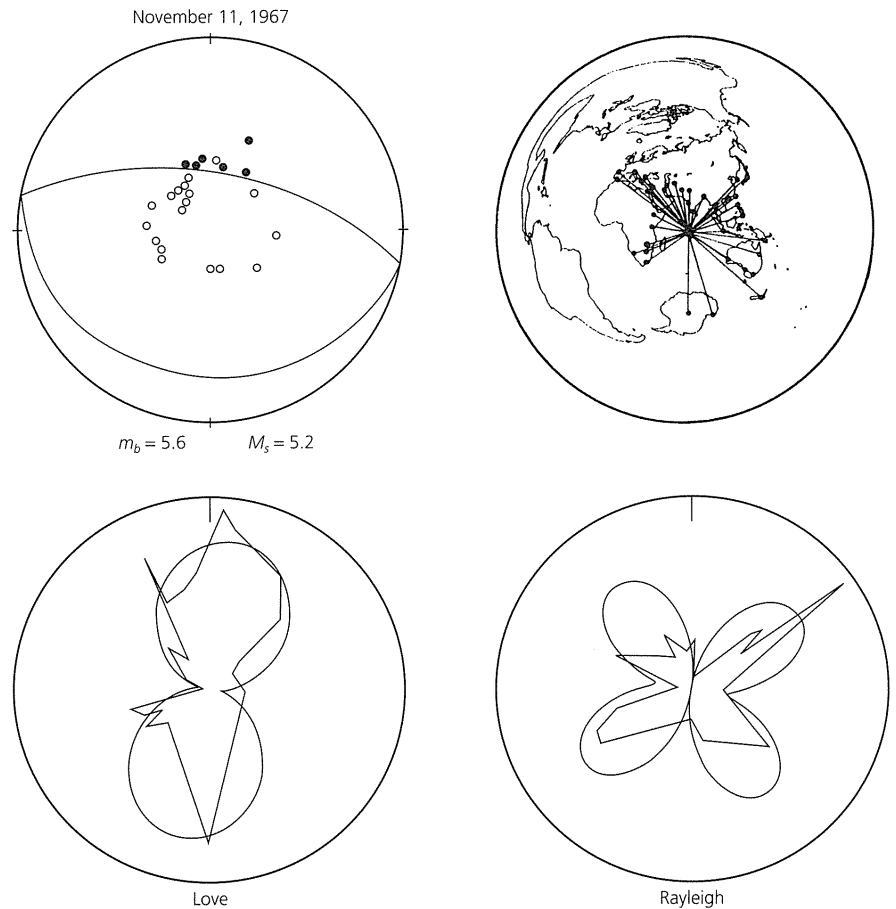 November 11, 1967
m_b = 5.6
M_s = 5.2
Love
Rayleigh